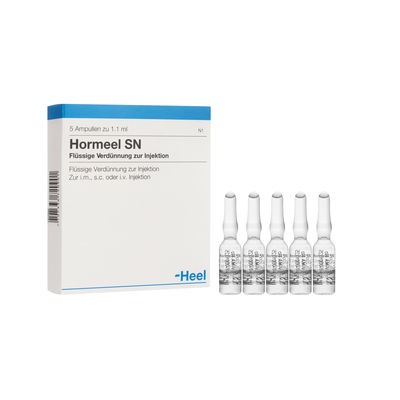 5 Ampullen zu 1.1 ml N1
Hormeel SN
Flüssige Verdünnung zur Injektion
Flüssige Verdünnung zur Injektion
Zur i.m., s.c. oder i.v. Injektion
-Heel